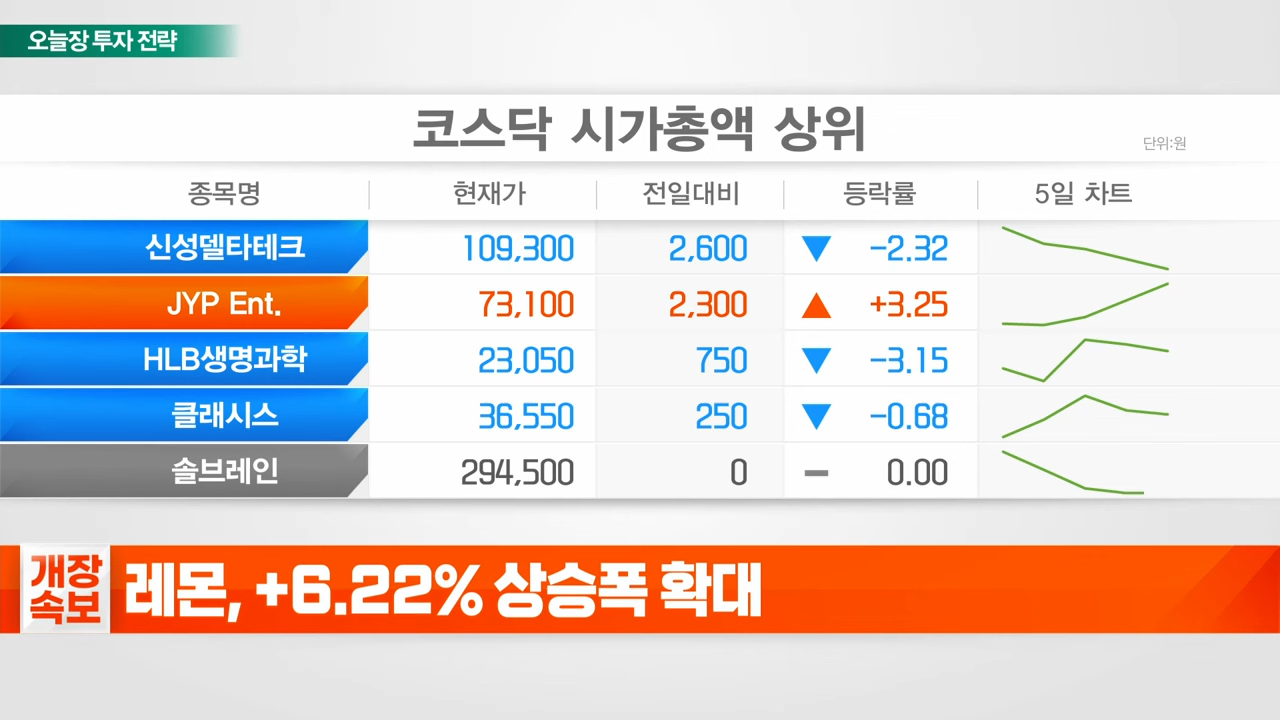 오늘장 투자 전략
코스닥 시가총액 상위
단위:원
종목명 현재가 전일대비 등락률 5일 차트
신성델타테크 109,300 2,600 ▼ -2.32
JYP Ent. 73,100 2,300 ▲ +3.25
HLB생명과학 23,050 750 ▼ -3.15
클래시스 36,550 250 ▼ -0.68
솔브레인 294,500 0 - 0.00
개장
속보
레몬, +6.22% 상승폭 확대